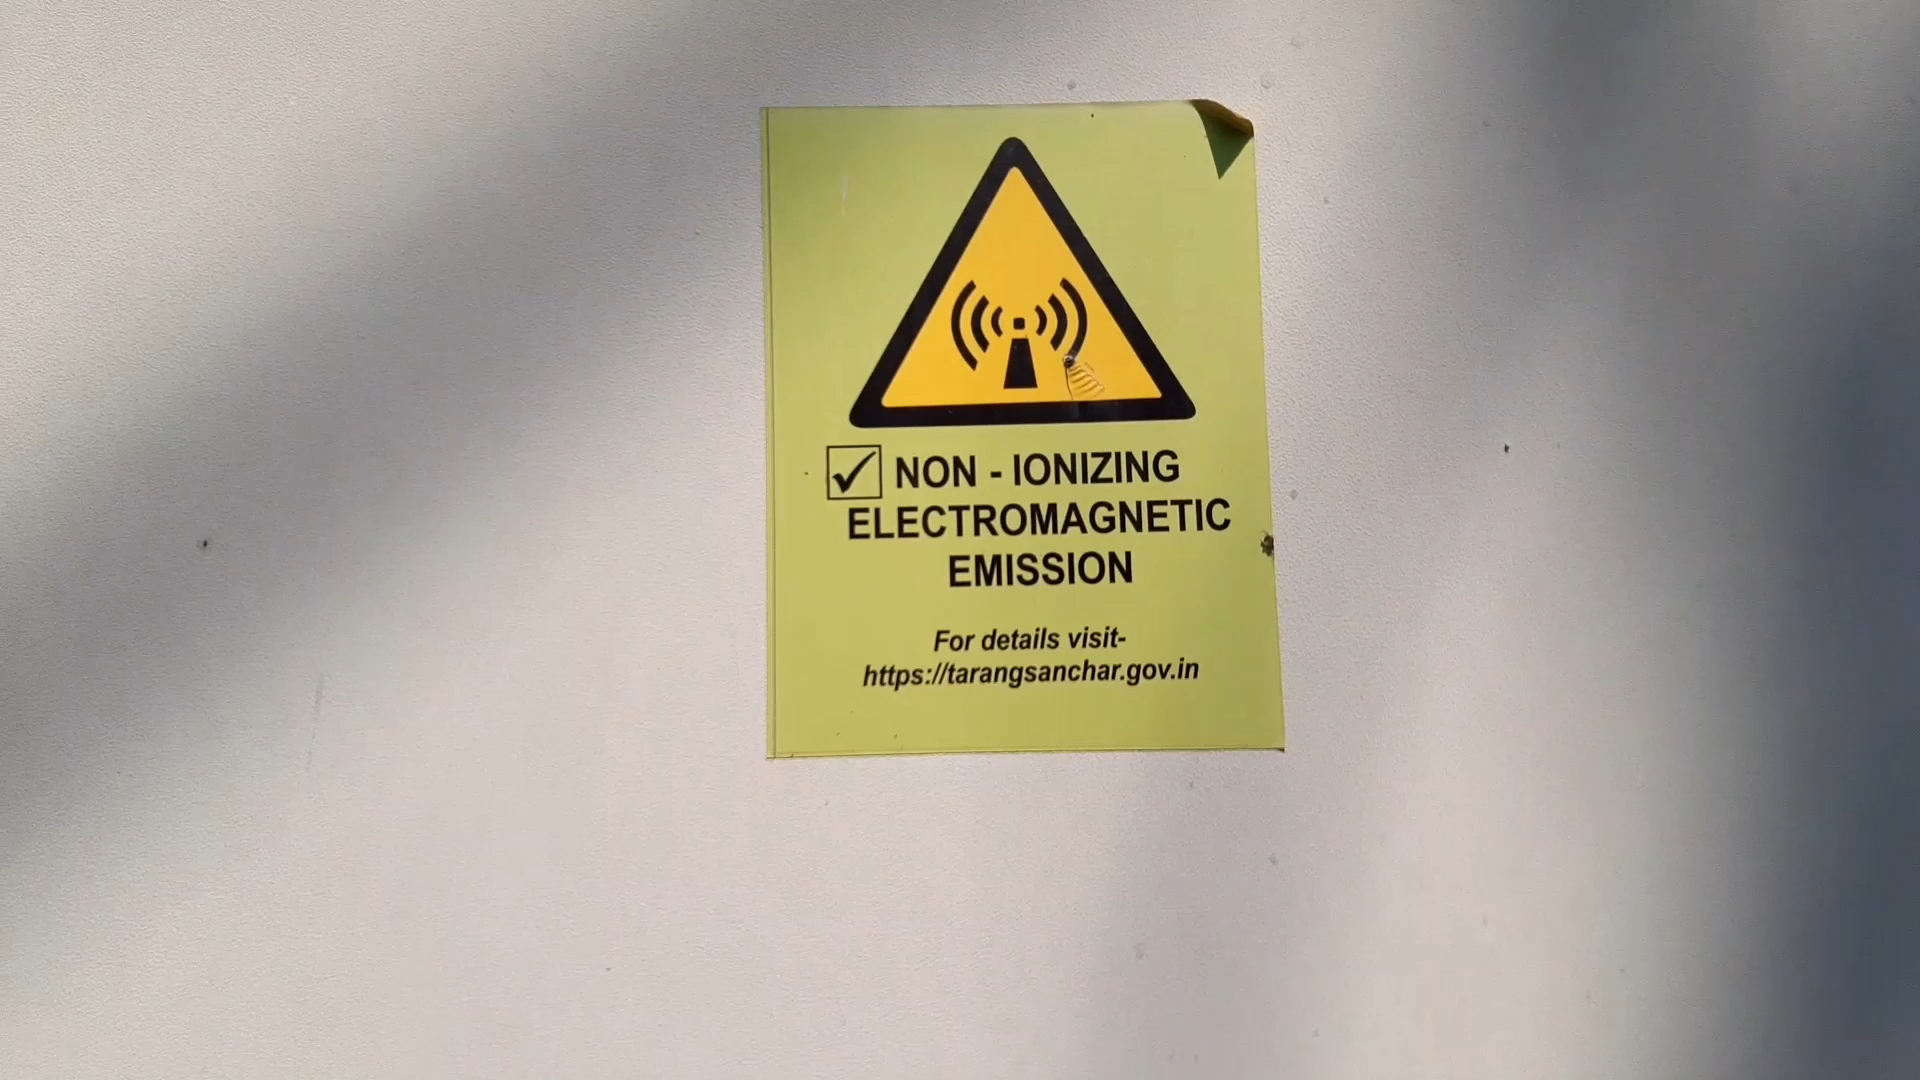 NON - IONIZING
ELECTROMAGNETIC
EMISSION
For details visit-
https://tarangsanchar.gov.in